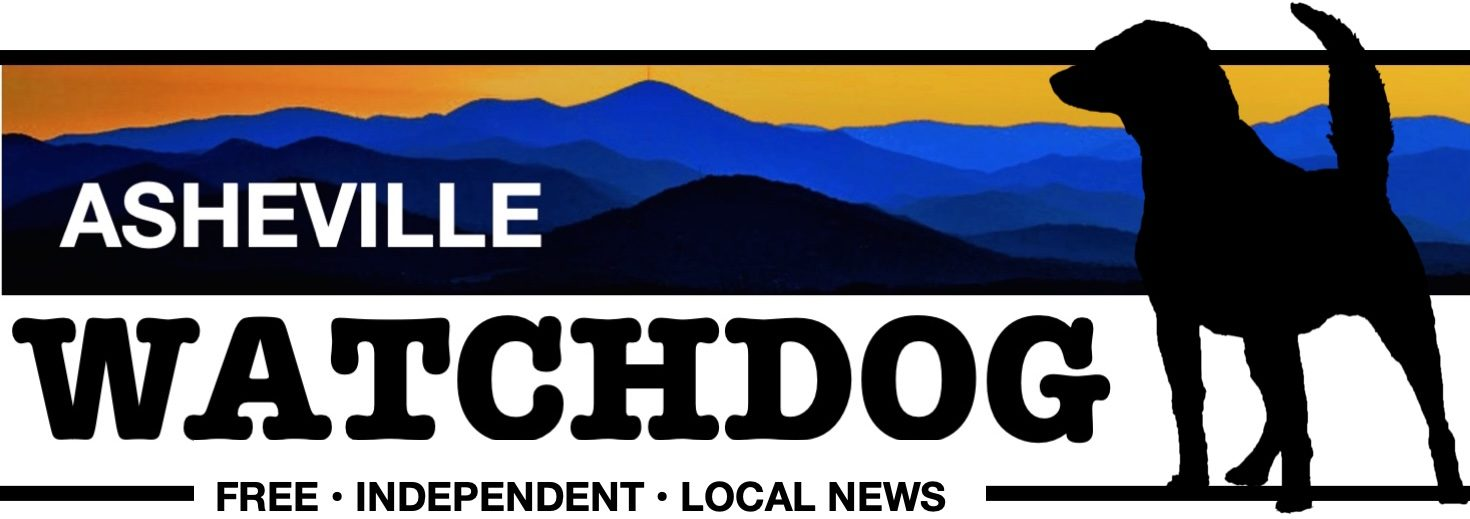 ASHEVILLE
WATCHDOG
FREE • INDEPENDENT • LOCAL NEWS